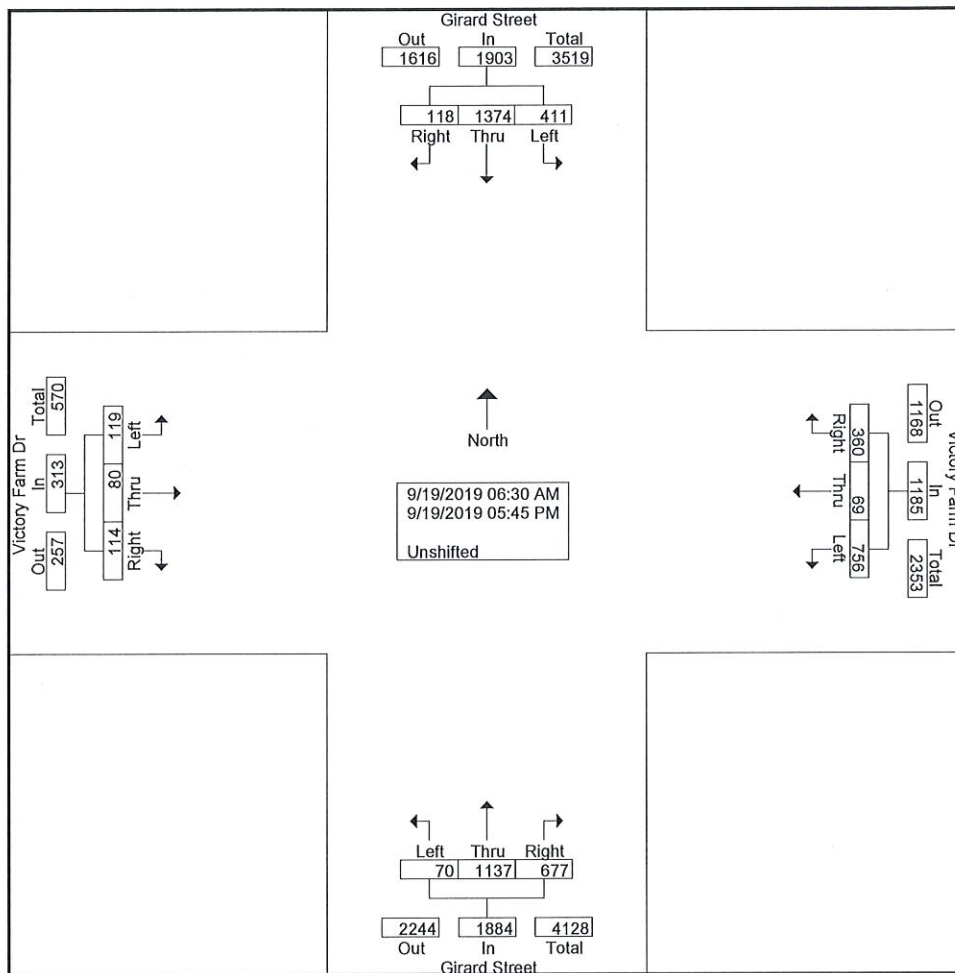 Girard Street
Out In Total
1616 1903 3519
118 1374 411
Right Thru Left
Victory Farm Dr
Total In Out
570 313 257
119 80 114
Left Thru Right
North
9/19/2019 06:30 AM
9/19/2019 05:45 PM
Unshifted
Victory Farm Dr
Out In Total
1168 1185 2353
360 69 756
Right Thru Left
Left Thru Right
70 1137 677
2244 1884 4128
Out In Total
Girard Street